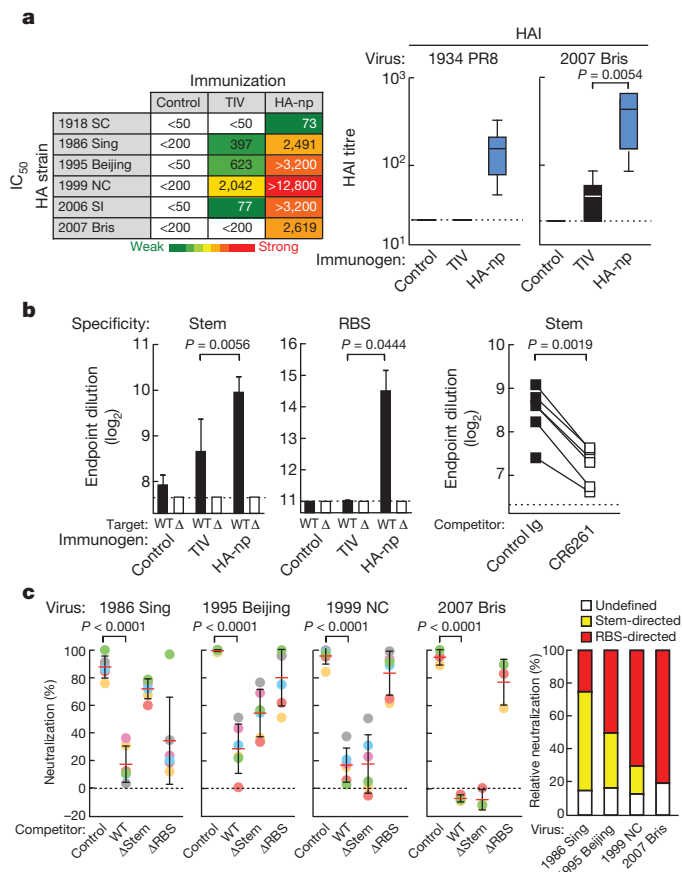 a
Immunization
Control TIV HA-np
IC50
HA strain
1918 SC <50 <50 73
1986 Sing <200 397 2,491
1995 Beijing <50 623 >3,200
1999 NC <200 2,042 >12,800
2006 SI <50 77 >3,200
2007 Bris <200 <200 2,619
Weak Strong
HAI
Virus: 1934 PR8 2007 Bris
P = 0.0054
HAI titre
10³
10²
10¹
Immunogen: Control TIV HA-np Control TIV HA-np
b
Specificity: Stem RBS Stem
P = 0.0056 P = 0.0444 P = 0.0019
Endpoint dilution (log2)
11
10
9
8
Target: WT Δ WT Δ WT Δ
Immunogen: Control TIV HA-np
16
15
14
13
12
11
WT Δ WT Δ WT Δ
Control TIV HA-np
Endpoint dilution (log2)
10
9
8
7
Competitor: Control Ig CR6261
c
Virus: 1986 Sing 1995 Beijing 1999 NC 2007 Bris
P < 0.0001 P < 0.0001 P < 0.0001 P < 0.0001
Neutralization (%)
100
80
60
40
20
0
−20
Competitor: Control WT ΔStem ΔRBS Control WT ΔStem ΔRBS Control WT ΔStem ΔRBS Control WT ΔStem ΔRBS
Undefined
Stem-directed
RBS-directed
Relative neutralization (%)
100
80
60
40
20
0
Virus: 1986 Sing 1995 Beijing 1999 NC 2007 Bris